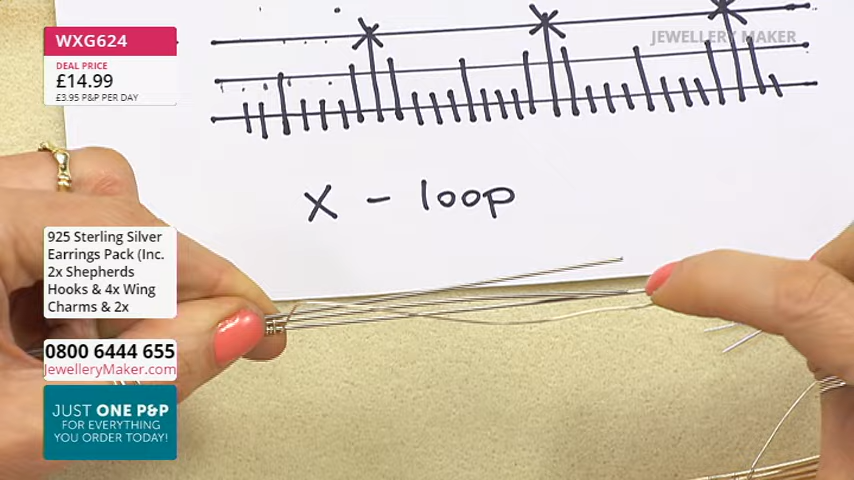 WXG624
DEAL PRICE
£14.99
£3.95 P&P PER DAY
JEWELLERY MAKER
X - loop
925 Sterling Silver
Earrings Pack (Inc.
2x Shepherds
Hooks & 4x Wing
Charms & 2x
0800 6444 655
JewelleryMaker.com
JUST ONE P&P
FOR EVERYTHING
YOU ORDER TODAY!